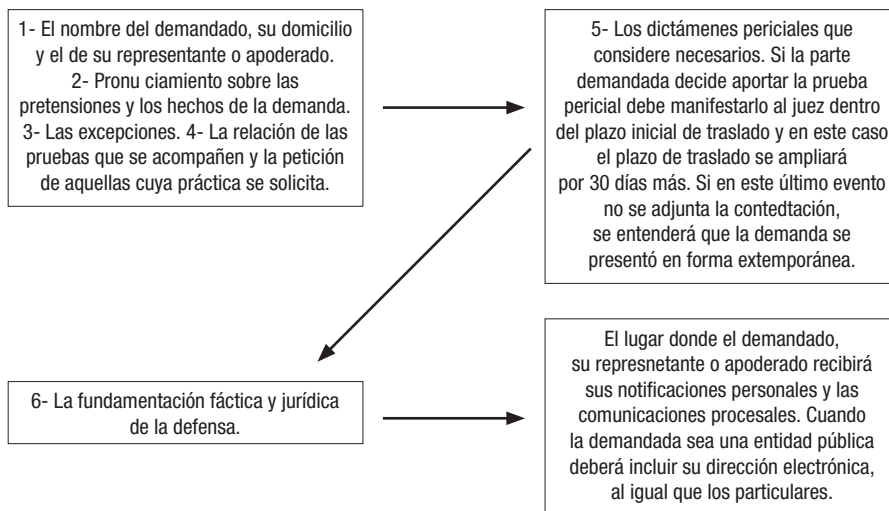 1- El nombre del demandado, su domicilio
y el de su representante o apoderado.
2- Pronu ciamiento sobre las
pretensiones y los hechos de la demanda.
3- Las excepciones. 4- La relación de las
pruebas que se acompañen y la petición
de aquellas cuya práctica se solicita.
5- Los dictámenes periciales que
considere necesarios. Si la parte
demandada decide aportar la prueba
pericial debe manifestarlo al juez dentro
del plazo inicial de traslado y en este caso
el plazo de traslado se ampliará
por 30 días más. Si en este último evento
no se adjunta la contedtación,
se entenderá que la demanda se
presentó en forma extemporánea.
6- La fundamentación fáctica y jurídica
de la defensa.
El lugar donde el demandado,
su represnetante o apoderado recibirá
sus notificaciones personales y las
comunicaciones procesales. Cuando
la demandada sea una entidad pública
deberá incluir su dirección electrónica,
al igual que los particulares.